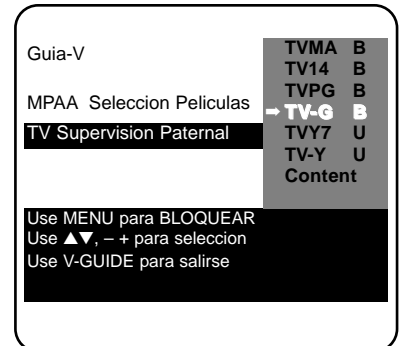 Guia-V
MPAA Seleccion Peliculas
TV Supervision Paternal
TVMA B
TV14 B
TVPG B
➡ TV-G B
TVY7 U
TV-Y U
Content
Use MENU para BLOQUEAR
Use ▲▼, – + para seleccion
Use V-GUIDE para salirse